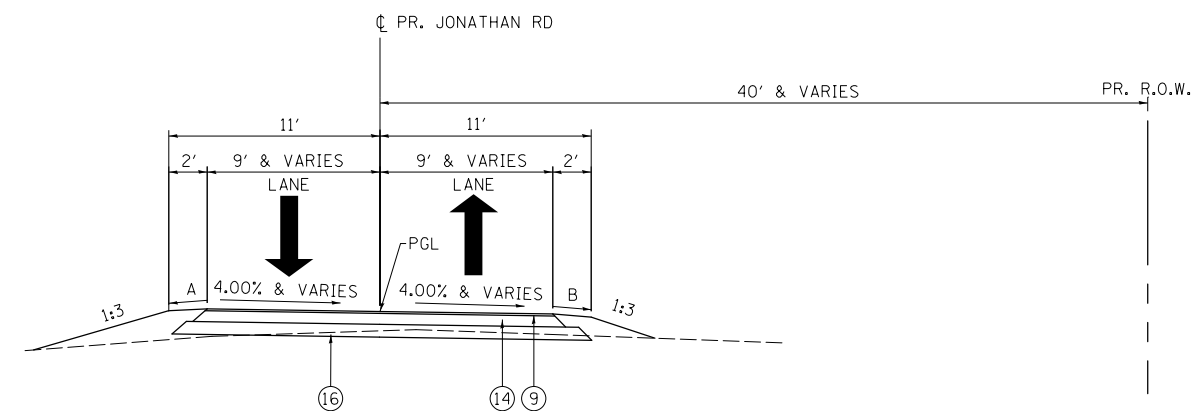 ℄ PR. JONATHAN RD
40' & VARIES
PR. R.O.W.
11' 11'
2' 9' & VARIES 9' & VARIES 2'
LANE LANE
PGL
A 4.00% & VARIES 4.00% & VARIES B
1:3 1:3
16 14 9